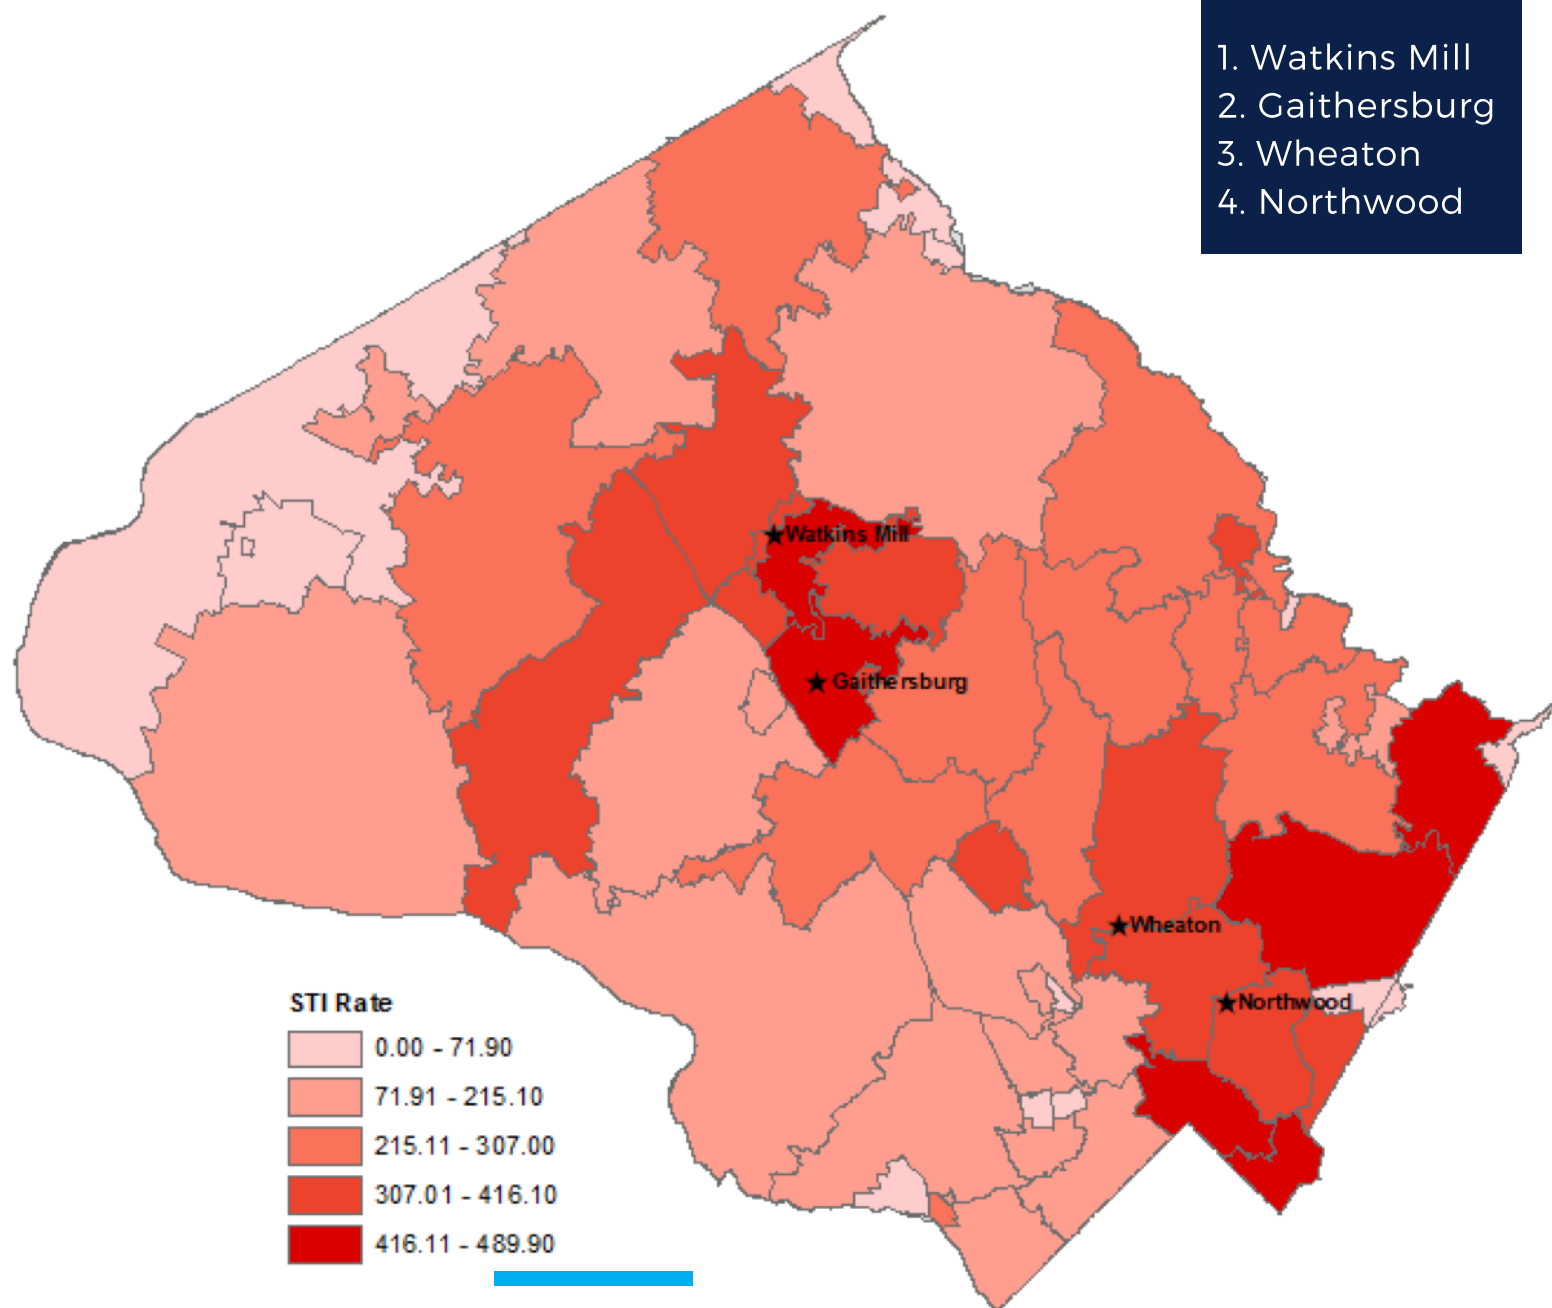 1. Watkins Mill
2. Gaithersburg
3. Wheaton
4. Northwood
Watkins Mill
Gaithersburg
Wheaton
Northwood
STI Rate
0.00 - 71.90
71.91 - 215.10
215.11 - 307.00
307.01 - 416.10
416.11 - 489.90